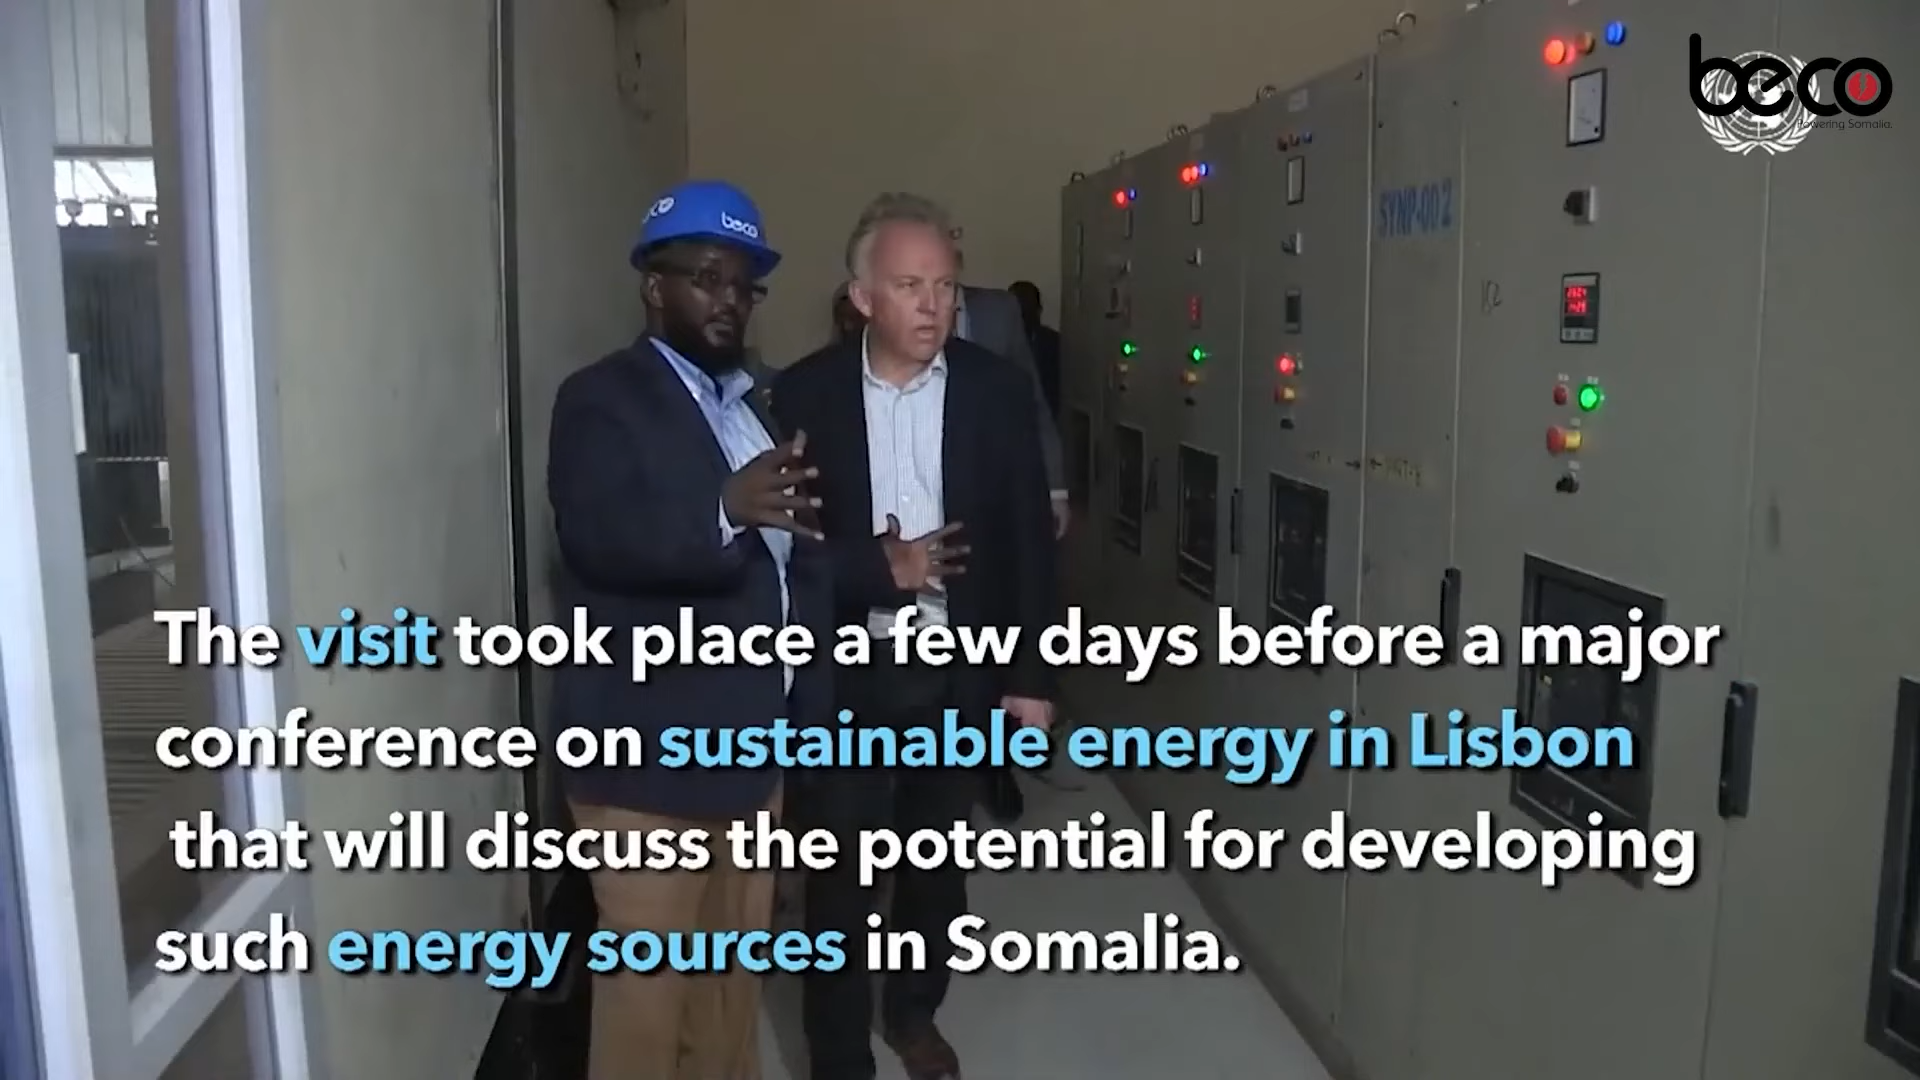 beco
Powering Somalia.
beco
SYNP-002
The visit took place a few days before a major
conference on sustainable energy in Lisbon
that will discuss the potential for developing
such energy sources in Somalia.